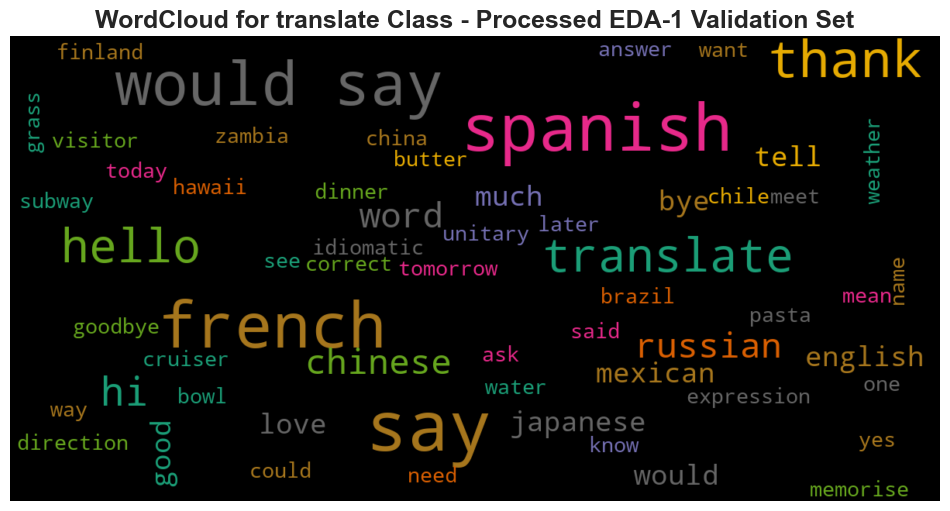 WordCloud for translate Class - Processed EDA-1 Validation Set
finland
answer
want
thank
would say
grass
visitor
zambia
china
spanish
butter
tell
weather
today
hawaii
dinner
much
bye
chile
meet
subway
word
later
hello
idiomatic
unitary
translate
see
correct
tomorrow
name
brazil
mean
goodbye
french
said
pasta
russian
cruiser
chinese
ask
english
mexican
hi
bowl
water
expression
one
way
love
say
japanese
direction
good
know
yes
could
need
would
memorise